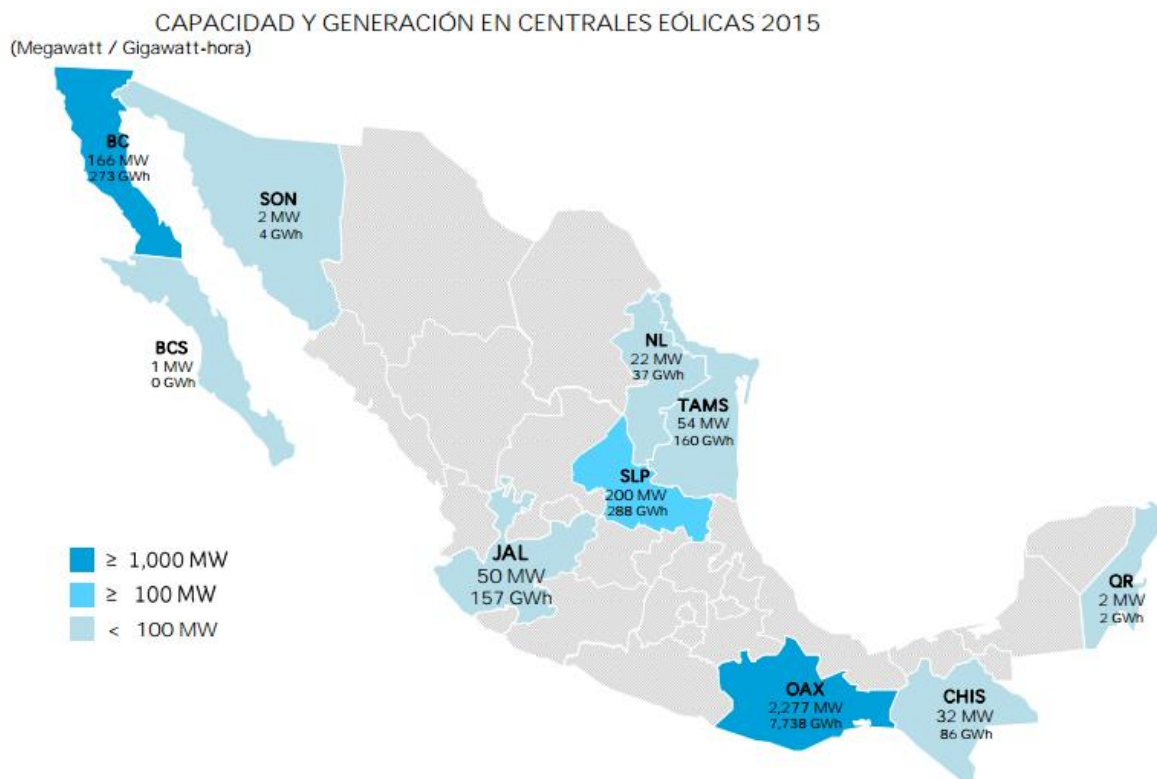 CAPACIDAD Y GENERACIÓN EN CENTRALES EÓLICAS 2015
(Megawatt / Gigawatt-hora)
BC
166 MW
273 GWh
SON
2 MW
4 GWh
BCS
1 MW
0 GWh
NL
22 MW
37 GWh
TAMS
54 MW
160 GWh
SLP
200 MW
288 GWh
JAL
50 MW
157 GWh
≥ 1,000 MW
≥ 100 MW
< 100 MW
QR
2 MW
2 GWh
OAX
2,277 MW
7,738 GWh
CHIS
32 MW
86 GWh